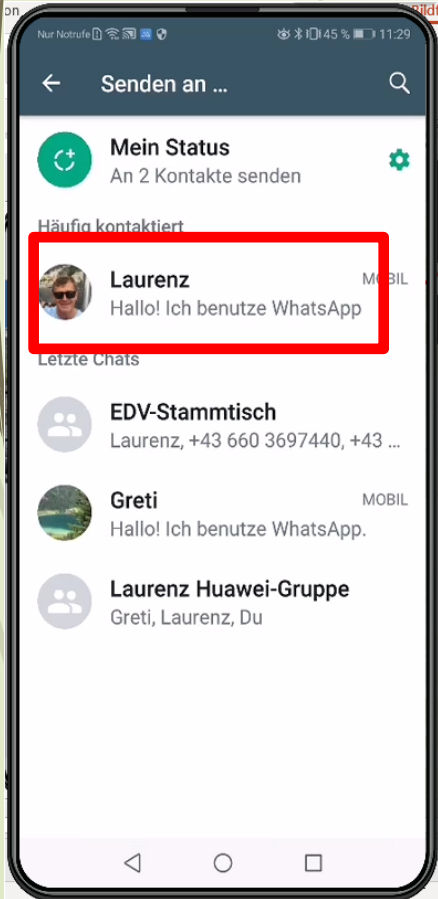 on
Bildf
Nur Notrufe 45 % 11:29
Senden an ...
Mein Status
An 2 Kontakte senden
Häufig kontaktiert
Laurenz MOBIL
Hallo! Ich benutze WhatsApp
Letzte Chats
EDV-Stammtisch
Laurenz, +43 660 3697440, +43 ...
Greti MOBIL
Hallo! Ich benutze WhatsApp.
Laurenz Huawei-Gruppe
Greti, Laurenz, Du